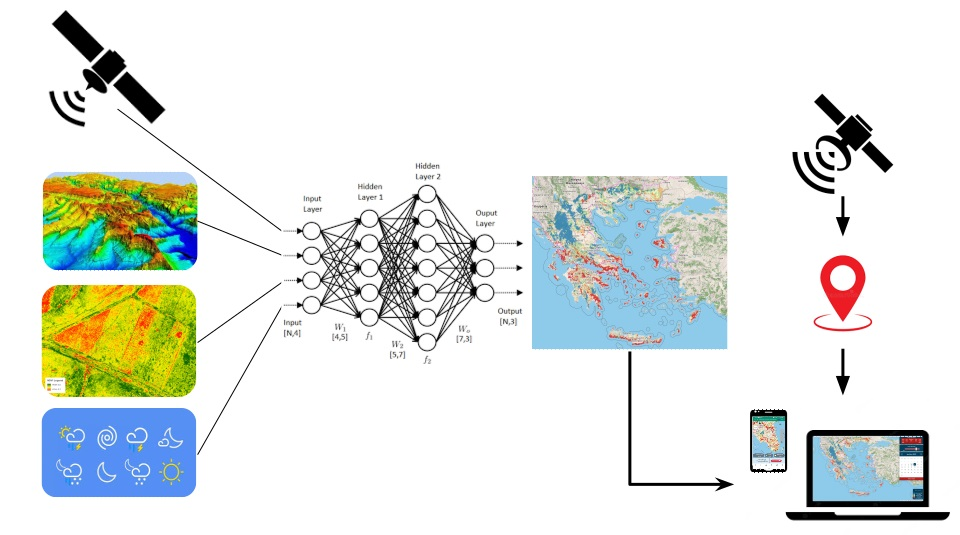 Hidden
Layer 2
Hidden
Layer 1
Input
Layer
Ouput
Layer
Input
[N,4]
W1
[4,5]
f1
W2
[5,7]
f2
Wo
[7,3]
Output
[N,3]